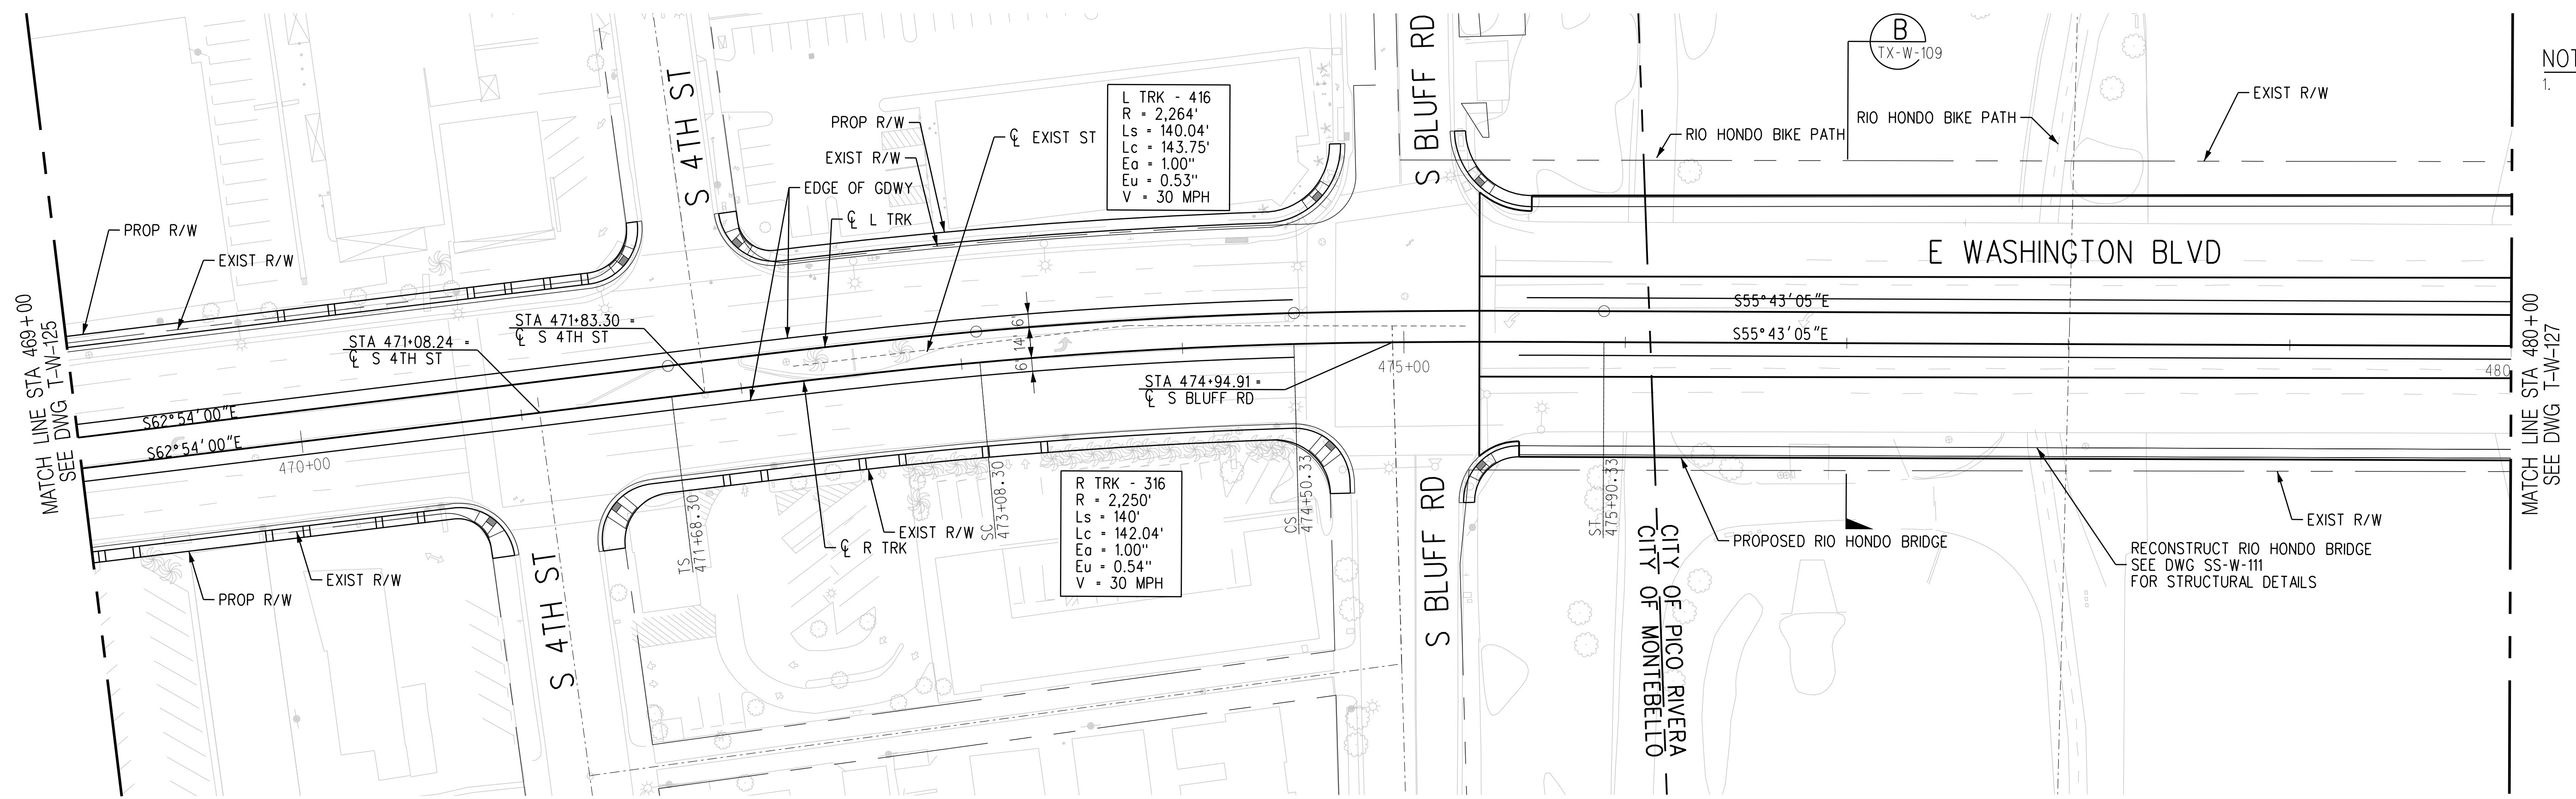 MATCH LINE STA 469+00
SEE DWG T-W-125
PROP R/W
EXIST R/W
S62°54'00"E
S62°54'00"E
470+00
STA 471+08.24 =
℄ S 4TH ST
STA 471+83.30 =
℄ S 4TH ST
PROP R/W
EXIST R/W
S 4TH ST
S 4TH ST
PROP R/W
EXIST R/W
EDGE OF GDWY
℄ L TRK
℄ EXIST ST
L TRK - 416
R = 2,264'
Ls = 140.04'
Lc = 143.75'
Ea = 1.00"
Eu = 0.53"
V = 30 MPH
6'
14'
6'
TS
471+68.30
SC
473+08.30
CS
474+50.33
ST
475+90.33
EXIST R/W
℄ R TRK
R TRK - 316
R = 2,250'
Ls = 140'
Lc = 142.04'
Ea = 1.00"
Eu = 0.54"
V = 30 MPH
STA 474+94.91 =
℄ S BLUFF RD
475+00
S BLUFF RD
S BLUFF RD
B
TX-W-109
RIO HONDO BIKE PATH
RIO HONDO BIKE PATH
EXIST R/W
E WASHINGTON BLVD
S55°43'05"E
S55°43'05"E
480
CITY OF PICO RIVERA
CITY OF MONTEBELLO
PROPOSED RIO HONDO BRIDGE
RECONSTRUCT RIO HONDO BRIDGE
SEE DWG SS-W-111
FOR STRUCTURAL DETAILS
EXIST R/W
MATCH LINE STA 480+00
SEE DWG T-W-127
NOT
1.